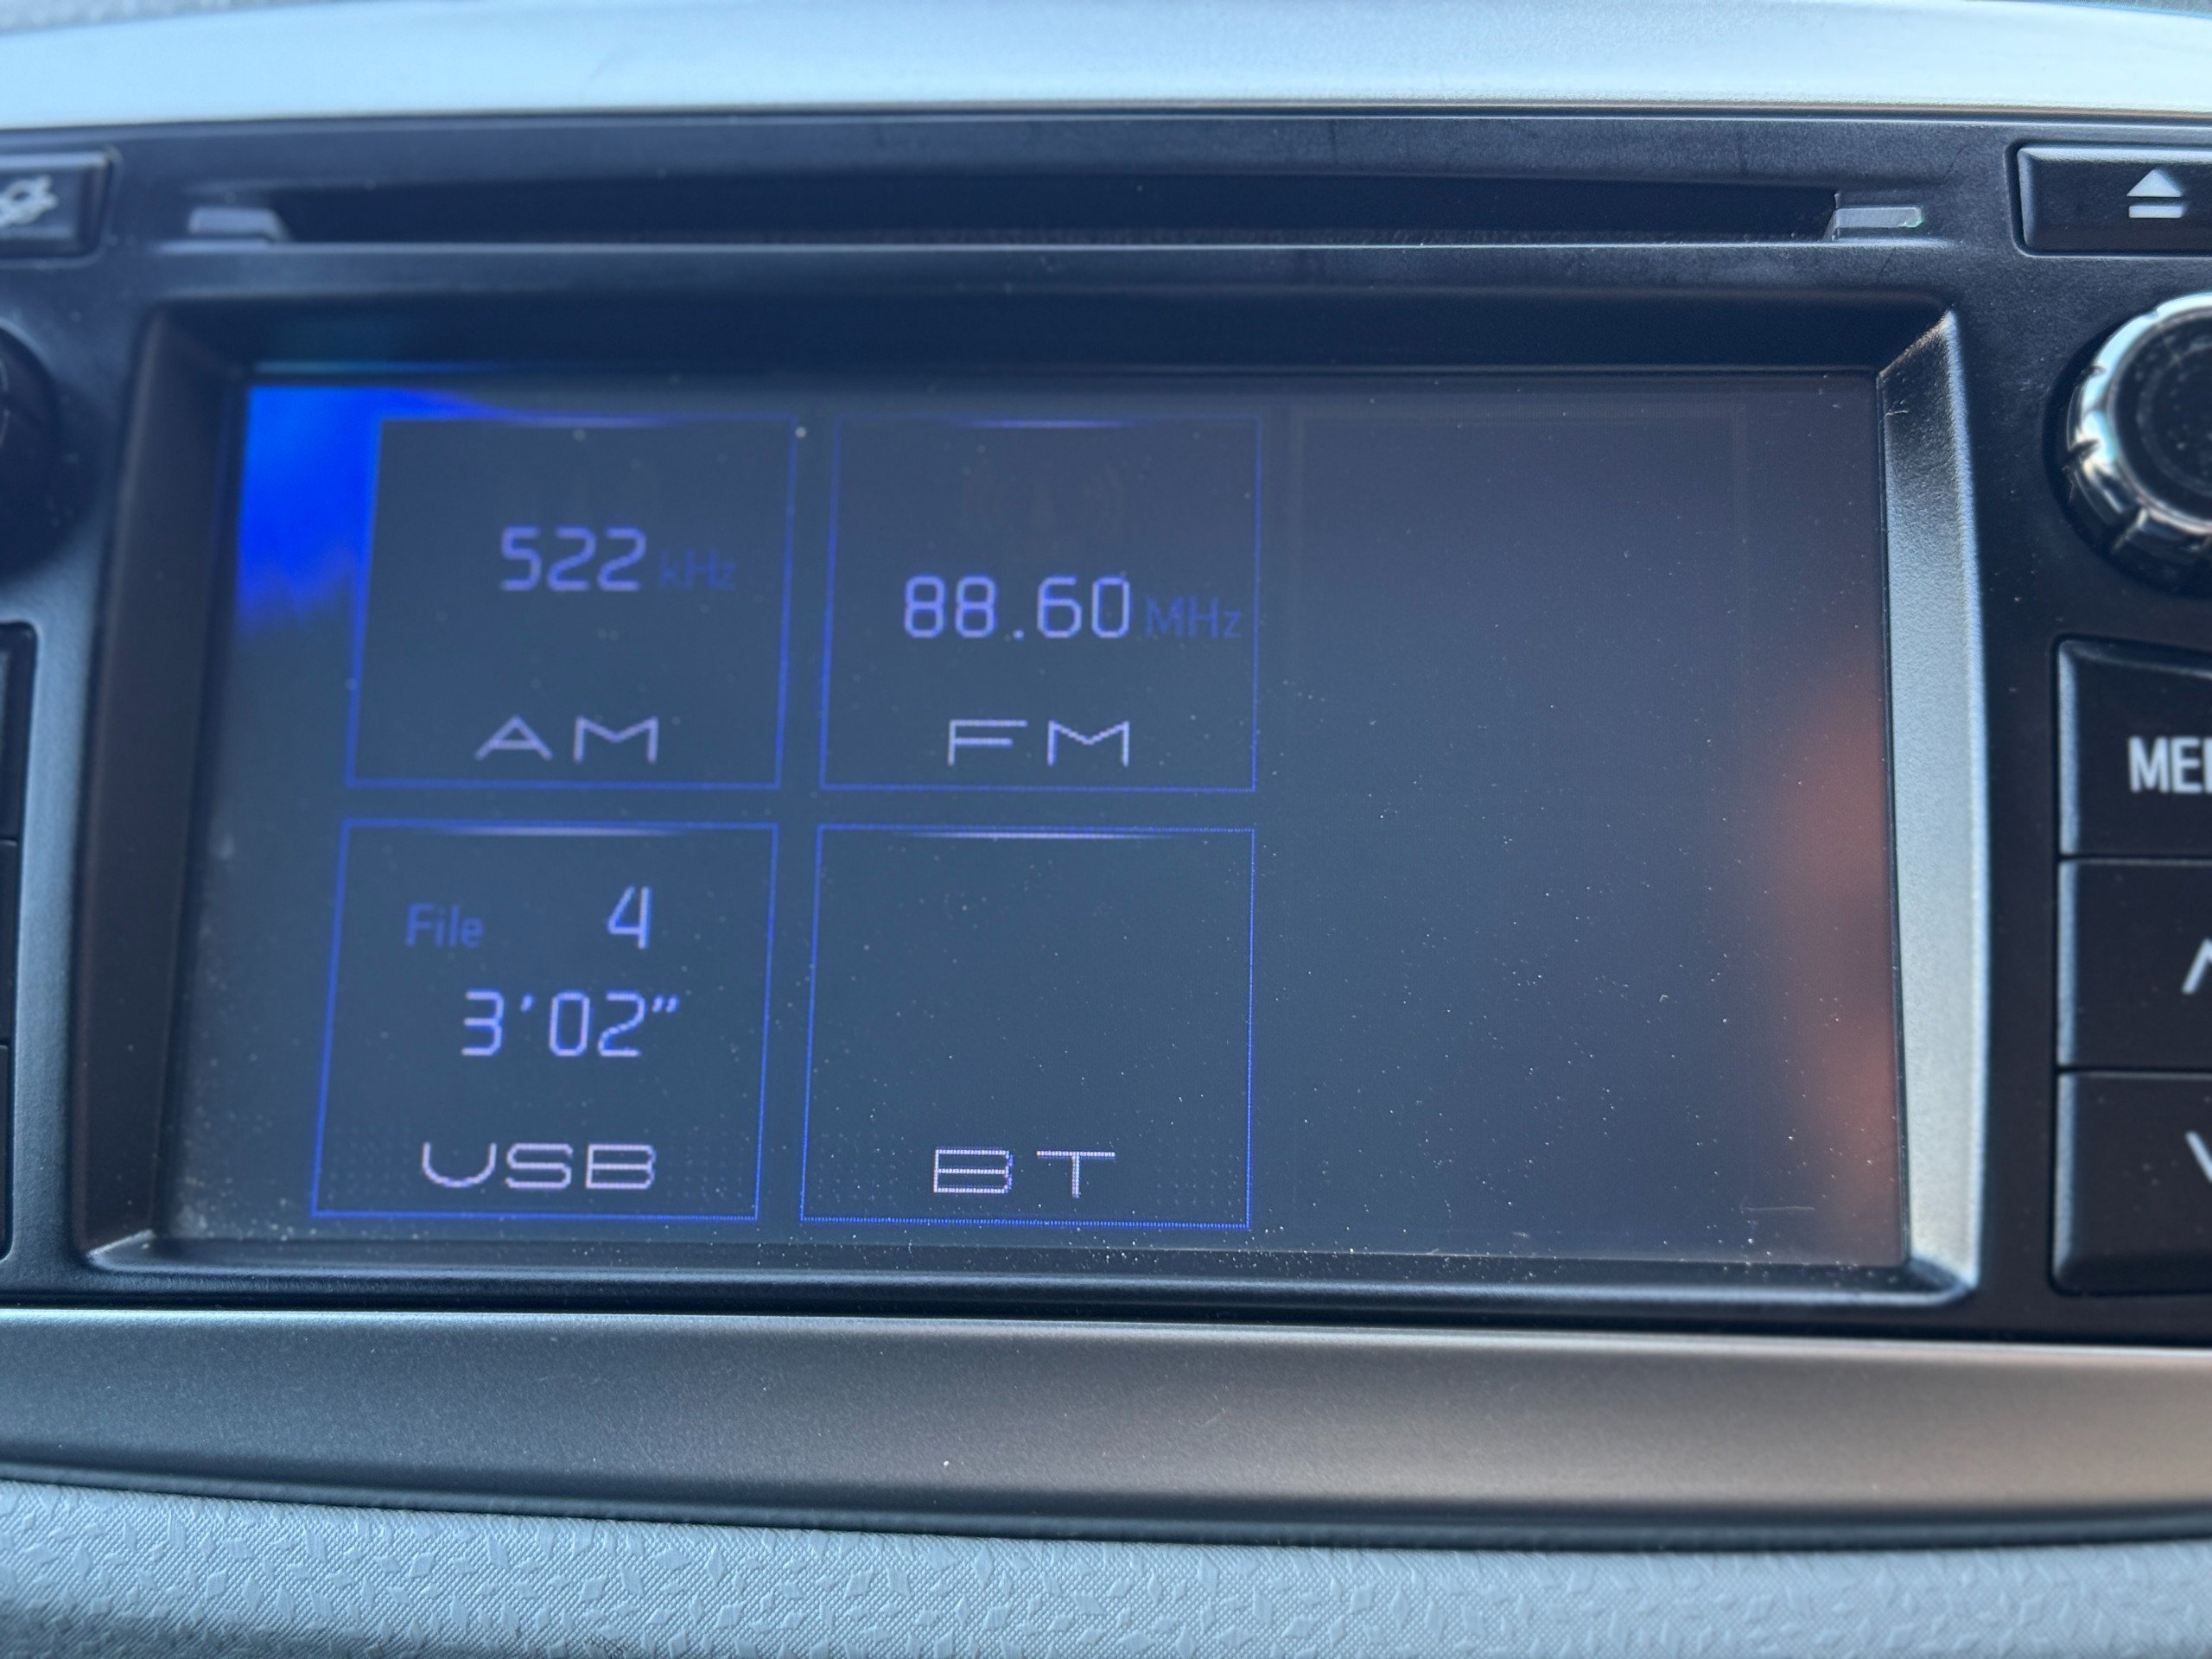 522 kHz
AM
88.60 MHz
FM
File 4
3'02"
USB
BT